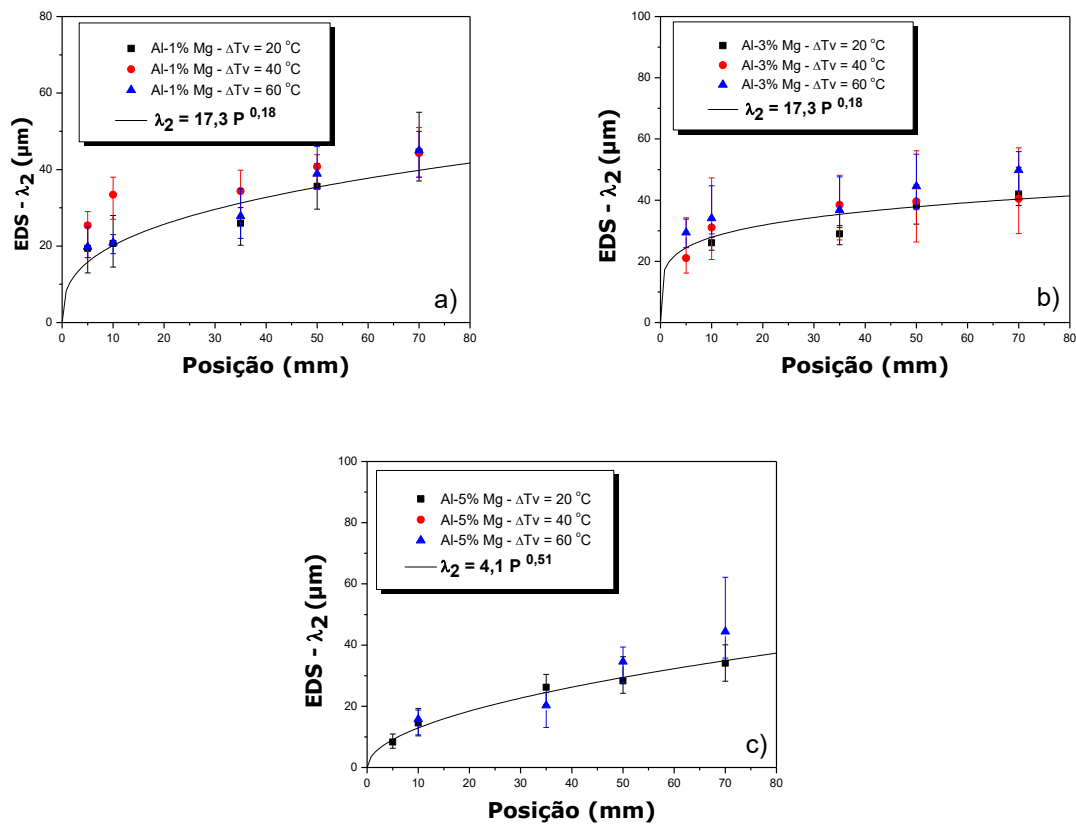 80
60
40
20
0
EDS - λ2 (μm)
Al-1% Mg - ΔTv = 20 °C
Al-1% Mg - ΔTv = 40 °C
Al-1% Mg - ΔTv = 60 °C
λ2 = 17,3 P 0,18
a)
0 10 20 30 40 50 60 70 80
Posição (mm)
100
80
60
40
20
0
EDS - λ2 (μm)
Al-3% Mg - ΔTv = 20 °C
Al-3% Mg - ΔTv = 40 °C
Al-3% Mg - ΔTv = 60 °C
λ2 = 17,3 P 0,18
b)
0 10 20 30 40 50 60 70 80
Posição (mm)
100
80
60
40
20
0
EDS - λ2 (μm)
Al-5% Mg - ΔTv = 20 °C
Al-5% Mg - ΔTv = 40 °C
Al-5% Mg - ΔTv = 60 °C
λ2 = 4,1 P 0,51
c)
0 10 20 30 40 50 60 70 80
Posição (mm)